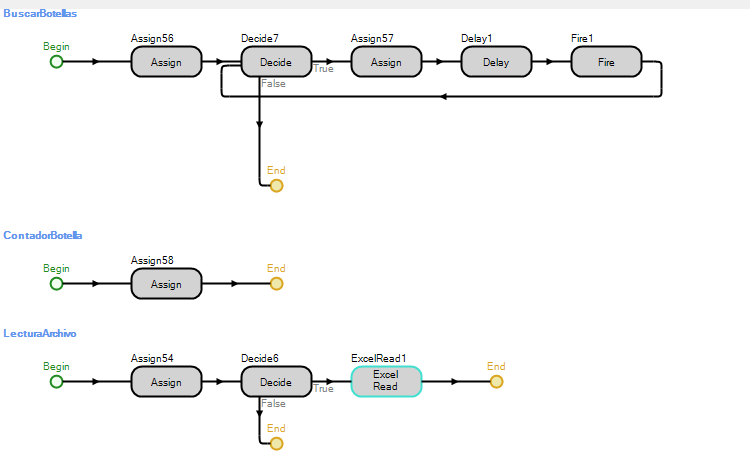 BuscarBotellas
Assign56 Decide7 Assign57 Delay1 Fire1
Begin
Assign Decide Assign Delay Fire
True
False
End
ContadorBotella
Assign58
Begin End
Assign
LecturaArchivo
Assign54 Decide6 ExcelRead1
Begin End
Assign Decide Excel
Read
True
False
End